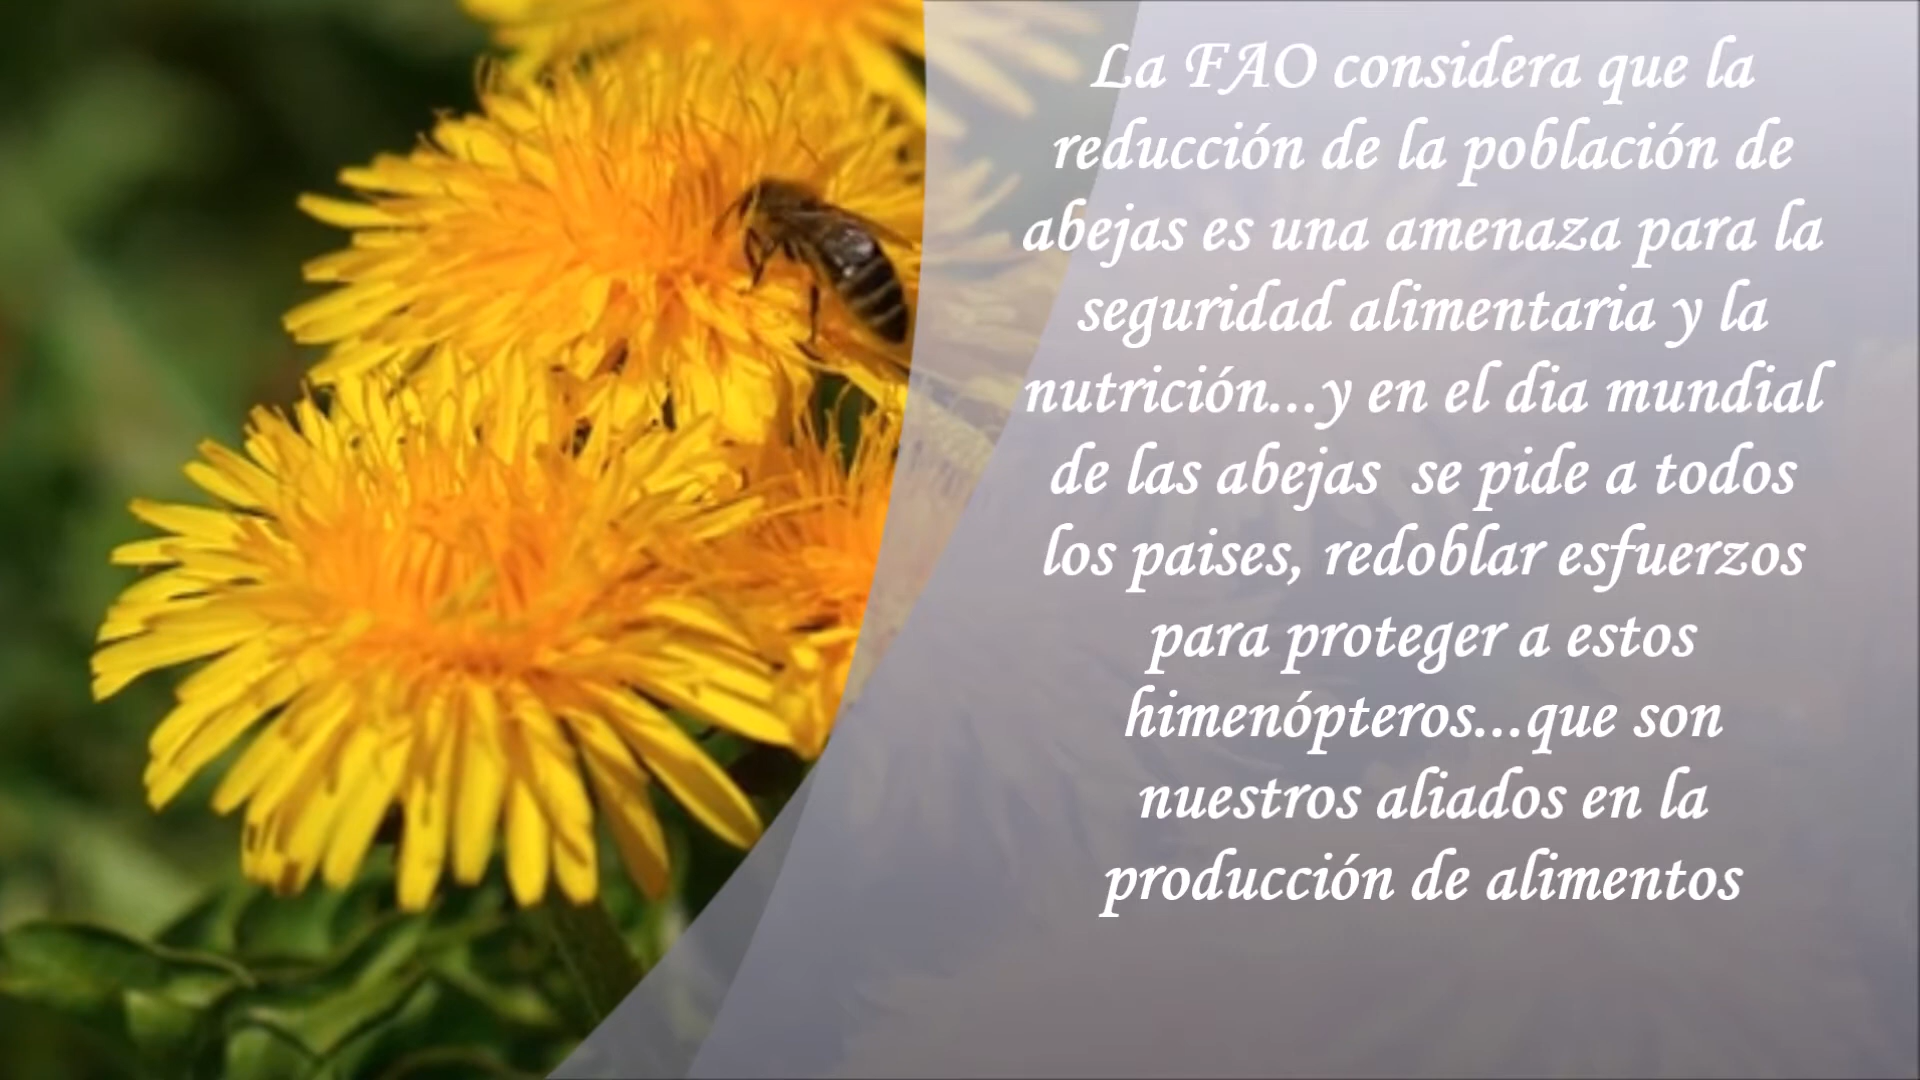 La FAO considera que la
reducción de la población de
abejas es una amenaza para la
seguridad alimentaria y la
nutrición...y en el dia mundial
de las abejas  se pide a todos
los paises, redoblar esfuerzos
para proteger a estos
himenópteros...que son
nuestros aliados en la
producción de alimentos